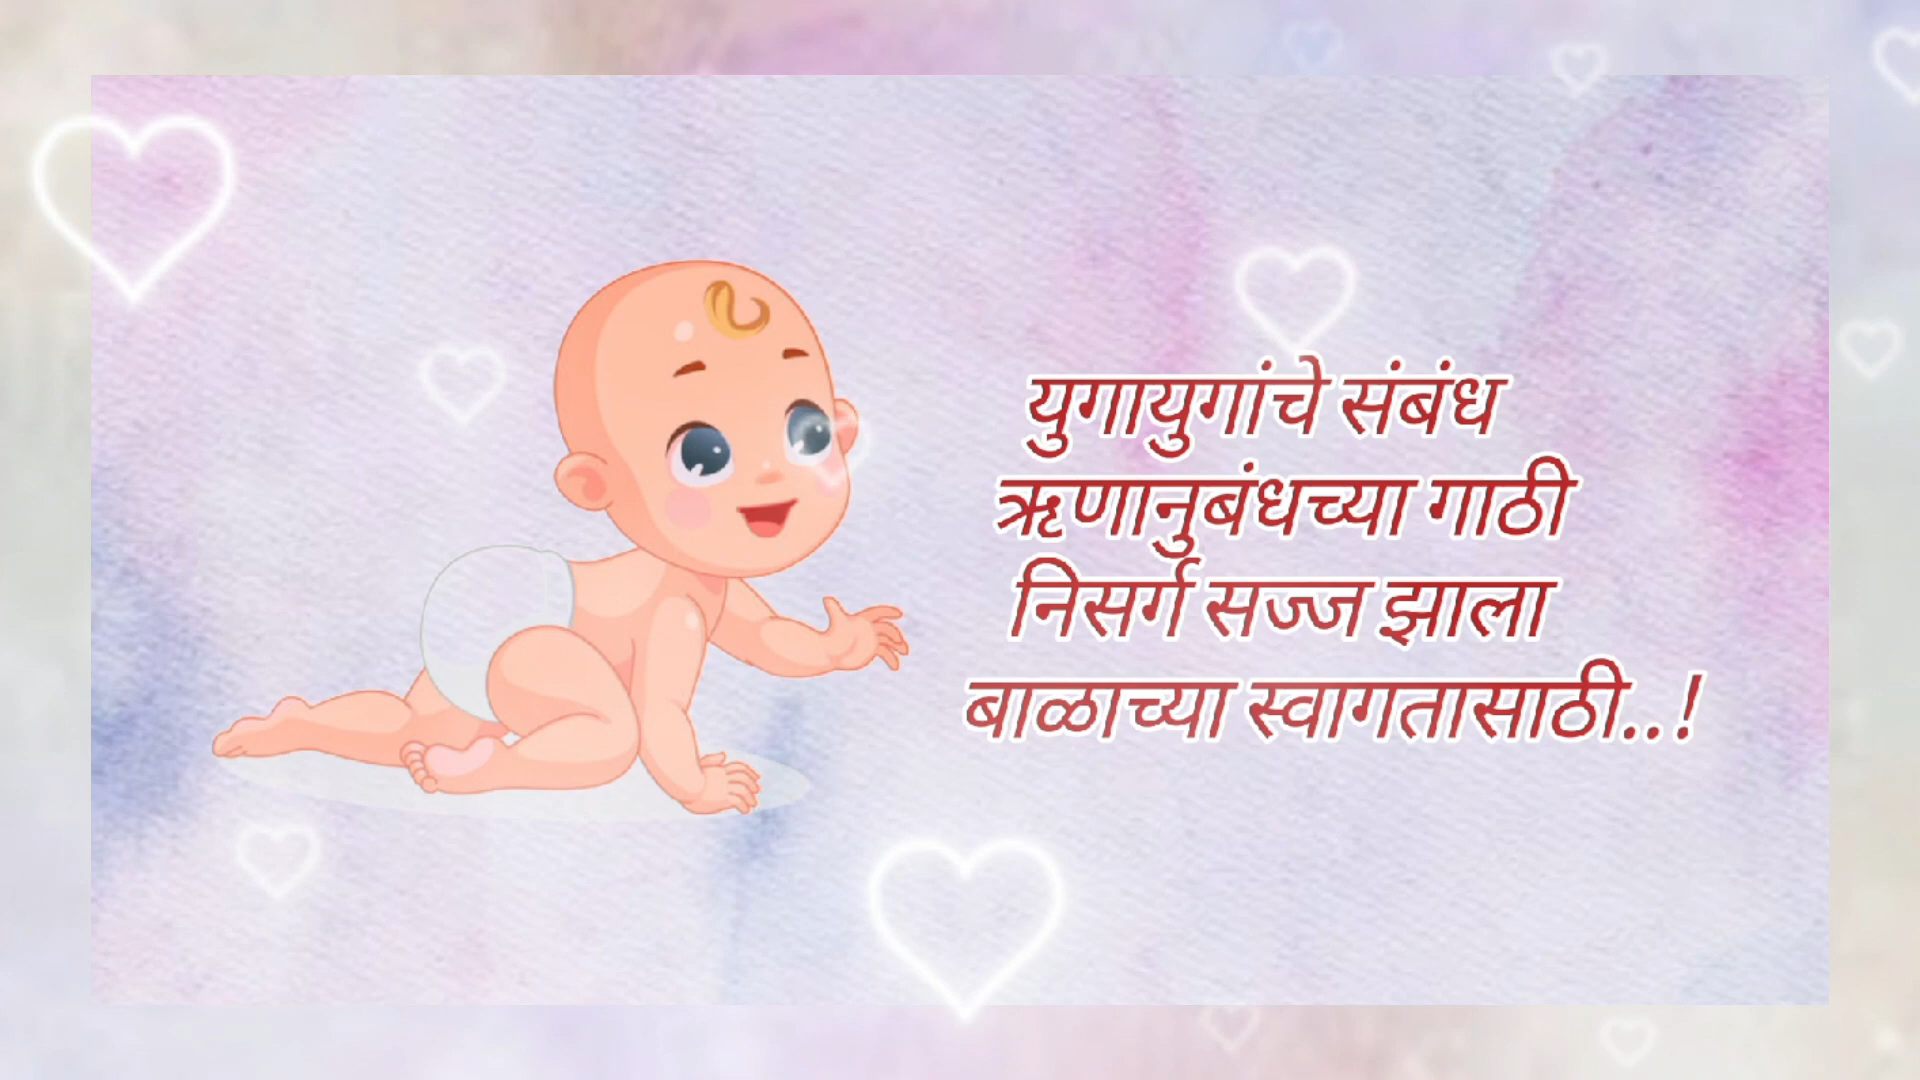 युगायुगांचे संबंध
ऋणानुबंधच्या गाठी
निसर्ग सज्ज झाला
बाळाच्या स्वागतासाठी..!